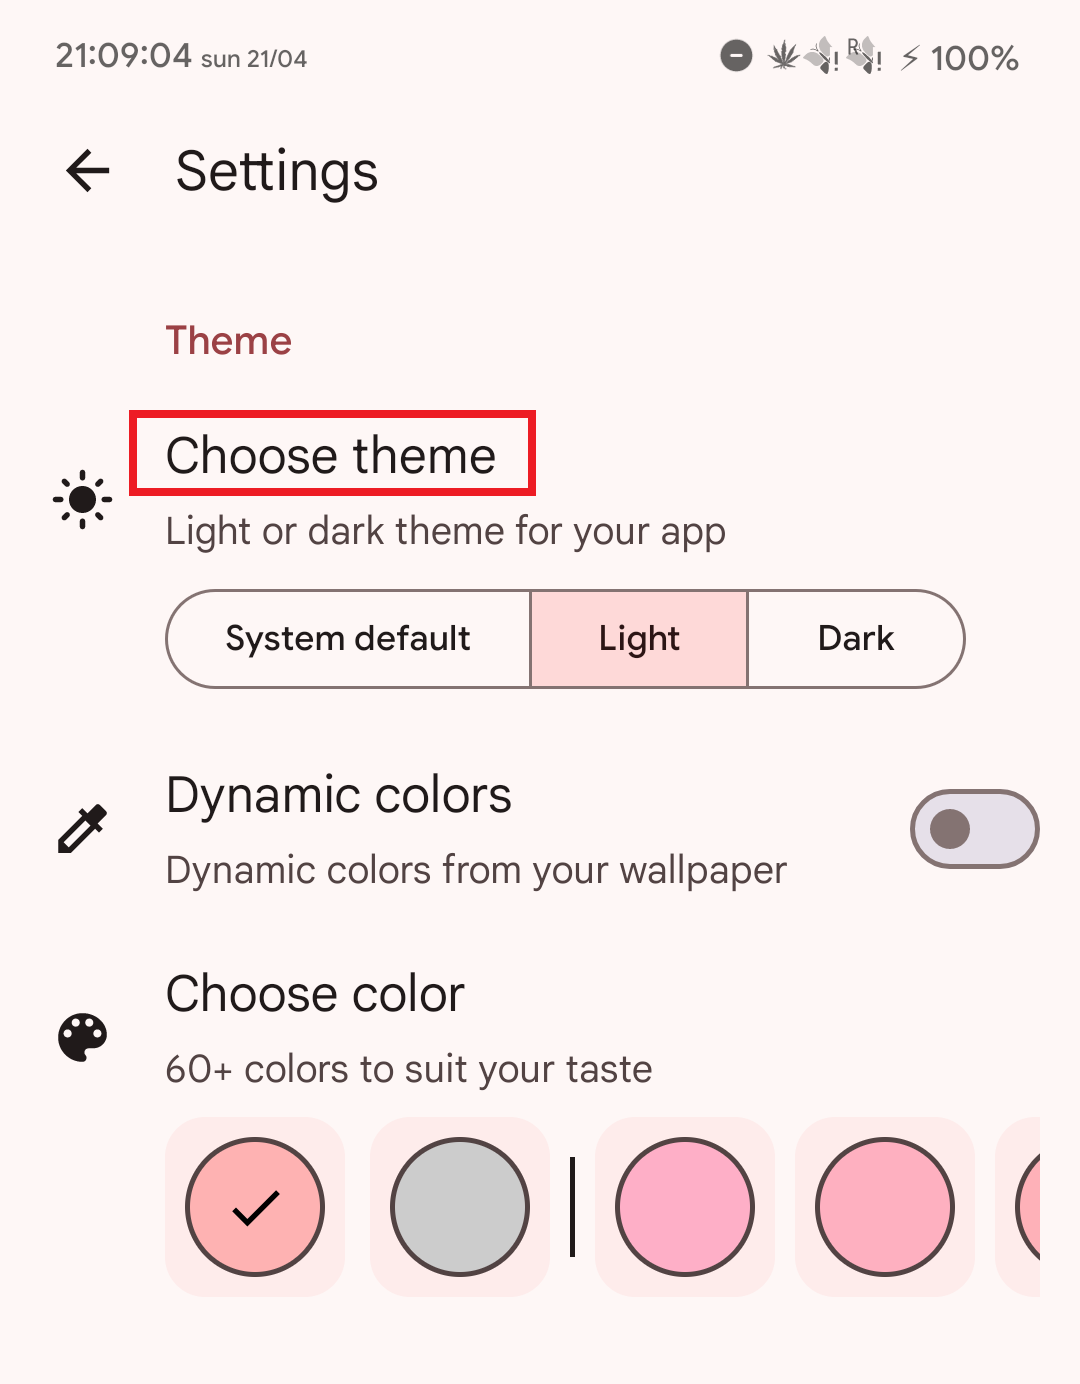 21:09:04 sun 21/04
R ! ! 100%
Settings
Theme
Choose theme
Light or dark theme for your app
System default Light Dark
Dynamic colors
Dynamic colors from your wallpaper
Choose color
60+ colors to suit your taste